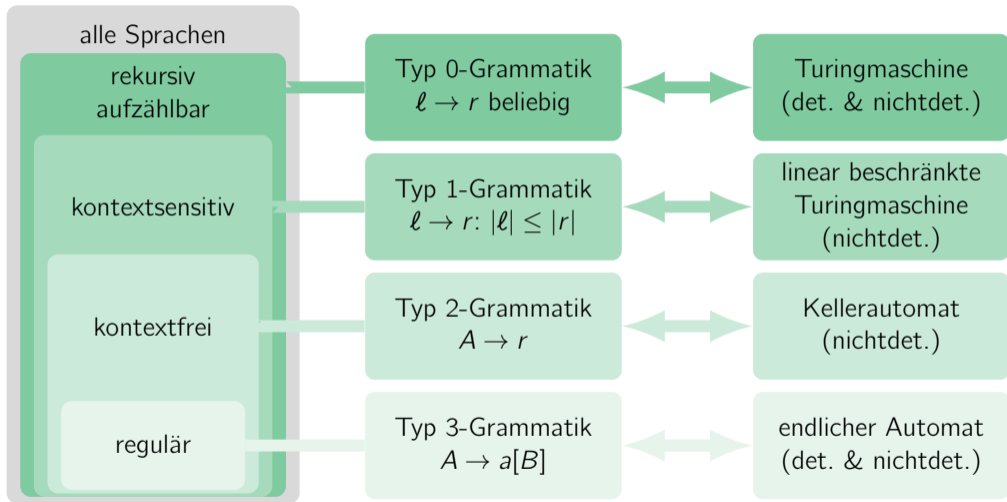 alle Sprachen
rekursiv
aufzählbar
kontextsensitiv
kontextfrei
regulär
Typ 0-Grammatik
ℓ → r beliebig
Turingmaschine
(det. & nichtdet.)
Typ 1-Grammatik
ℓ → r: |ℓ| ≤ |r|
linear beschränkte
Turingmaschine
(nichtdet.)
Typ 2-Grammatik
A → r
Kellerautomat
(nichtdet.)
Typ 3-Grammatik
A → a[B]
endlicher Automat
(det. & nichtdet.)